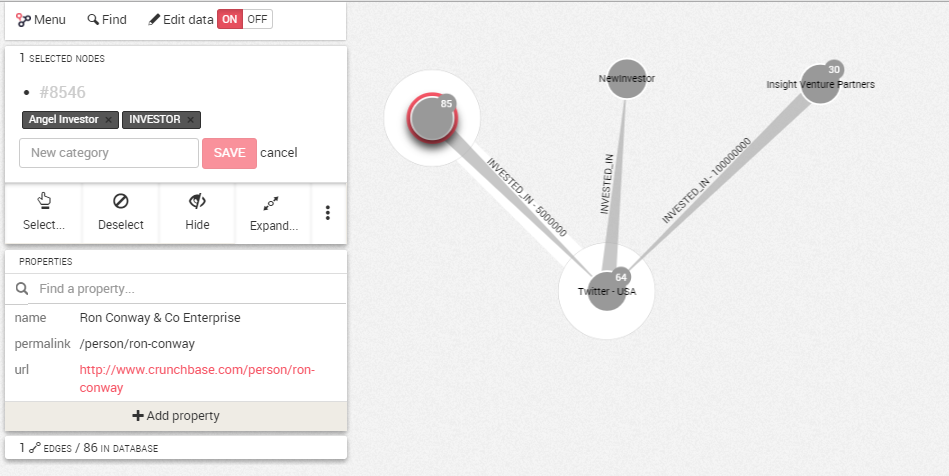 Menu Find Edit data ON OFF
1 SELECTED NODES
#8546
Angel Investor × INVESTOR ×
New category SAVE cancel
Select... Deselect Hide Expand...
PROPERTIES
Find a property...
name Ron Conway & Co Enterprise
permalink /person/ron-conway
url http://www.crunchbase.com/person/ron-
conway
+ Add property
1 EDGES / 86 IN DATABASE
85
NewInvestor
30
Insight Venture Partners
INVESTED_IN - 5000000
INVESTED_IN
INVESTED_IN - 100000000
64
Twitter - USA